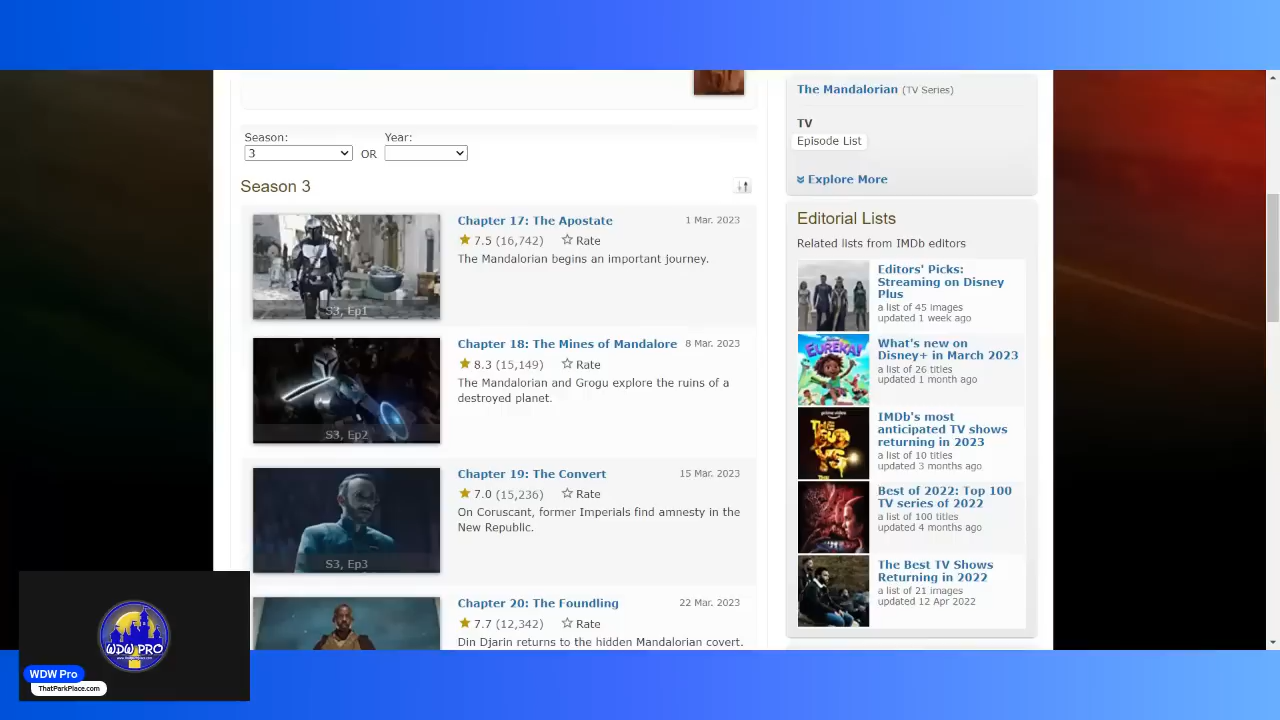 The Mandalorian (TV Series)
TV
Episode List
Explore More
Season:
Year:
3
OR
Season 3
Chapter 17: The Apostate
1 Mar. 2023
7.5 (16,742)
Rate
The Mandalorian begins an important journey.
S3, Ep1
Chapter 18: The Mines of Mandalore
8 Mar. 2023
8.3 (15,149)
Rate
The Mandalorian and Grogu explore the ruins of a
destroyed planet.
S3, Ep2
Chapter 19: The Convert
15 Mar. 2023
7.0 (15,236)
Rate
On Coruscant, former Imperials find amnesty in the
New Republic.
S3, Ep3
Chapter 20: The Foundling
22 Mar. 2023
7.7 (12,342)
Rate
Din Djarin returns to the hidden Mandalorian covert.
Editorial Lists
Related lists from IMDb editors
Editors' Picks:
Streaming on Disney
Plus
a list of 45 images
updated 1 week ago
EUREKA!
What's new on
Disney+ in March 2023
a list of 26 titles
updated 1 month ago
prime video
THE
BOYS
IMDb's most
anticipated TV shows
returning in 2023
a list of 10 titles
updated 3 months ago
Best of 2022: Top 100
TV series of 2022
a list of 100 titles
updated 4 months ago
The Best TV Shows
Returning in 2022
a list of 21 images
updated 12 Apr 2022
WDW PRO
WDW Pro
ThatParkPlace.com